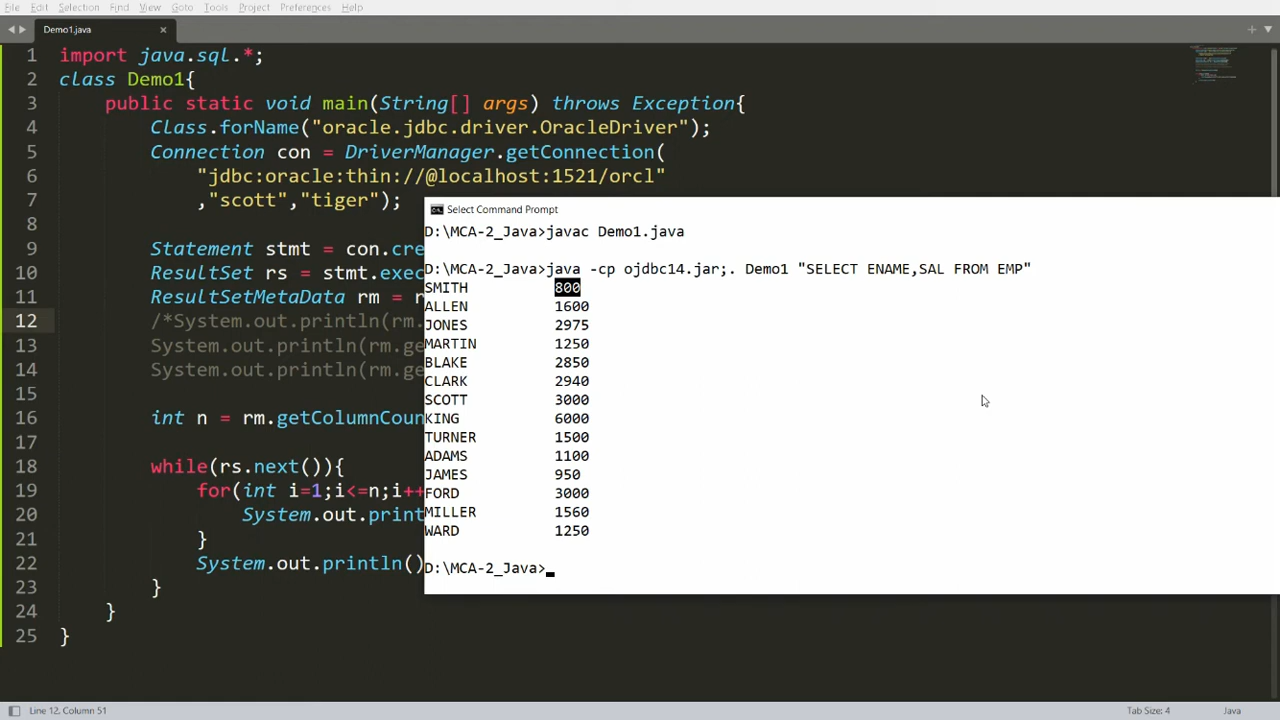 File Edit Selection Find View Goto Tools Project Preferences Help
Demo1.java
1 import java.sql.*;
2 class Demo1{
3 public static void main(String[] args) throws Exception{
4 Class.forName("oracle.jdbc.driver.OracleDriver");
5 Connection con = DriverManager.getConnection(
6 "jdbc:oracle:thin://@localhost:1521/orcl"
7 ,"scott","tiger");
8
9 Statement stmt = con.cre
10 ResultSet rs = stmt.exec
11 ResultSetMetaData rm = r
12 /*System.out.println(rm.
13 System.out.println(rm.ge
14 System.out.println(rm.ge
15
16 int n = rm.getColumnCoun
17
18 while(rs.next()){
19 for(int i=1;i<=n;i++
20 System.out.print
21 }
22 System.out.println()
23 }
24 }
25 }
Select Command Prompt
D:\MCA-2_Java>javac Demo1.java
D:\MCA-2_Java>java -cp ojdbc14.jar;. Demo1 "SELECT ENAME,SAL FROM EMP"
SMITH 800
ALLEN 1600
JONES 2975
MARTIN 1250
BLAKE 2850
CLARK 2940
SCOTT 3000
KING 6000
TURNER 1500
ADAMS 1100
JAMES 950
FORD 3000
MILLER 1560
WARD 1250
D:\MCA-2_Java>
Line 12, Column 51
Tab Size: 4
Java